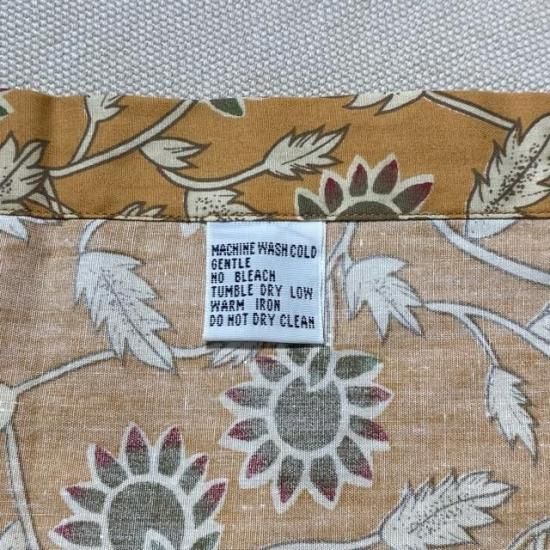 MACHINE WASH COLD
GENTLE
NO BLEACH
TUMBLE DRY LOW
WARM IRON
DO NOT DRY CLEAN